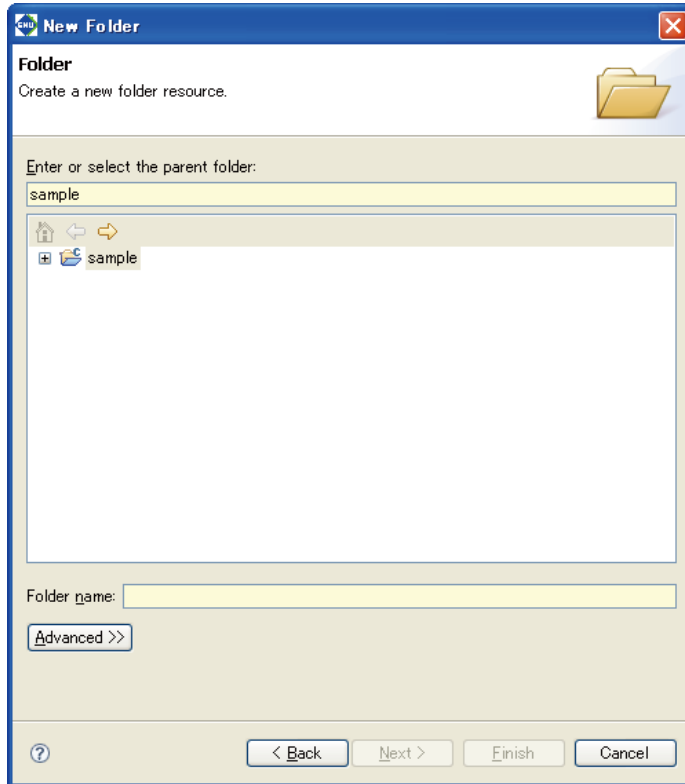 GNU New Folder
Folder
Create a new folder resource.
Enter or select the parent folder:
sample
C sample
Folder name:
Advanced >>
? < Back Next > Finish Cancel